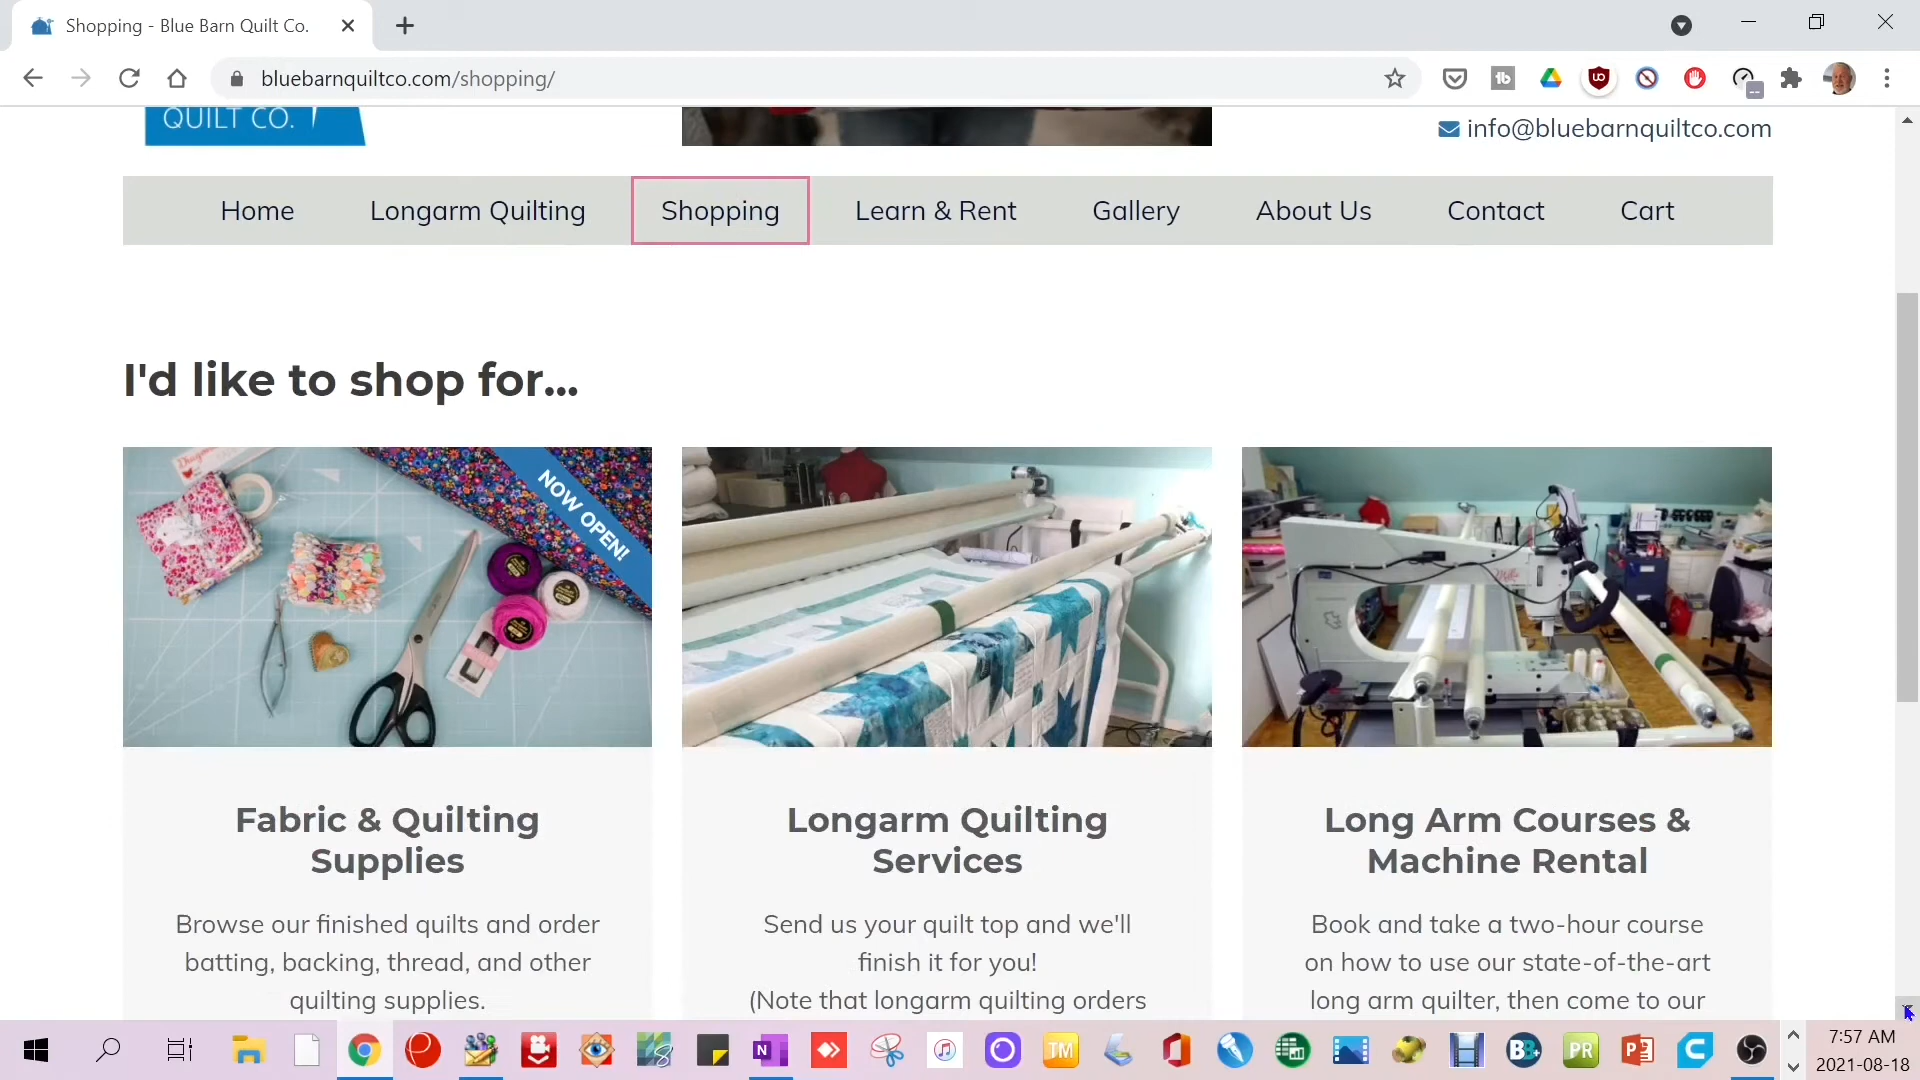 Shopping - Blue Barn Quilt Co.
bluebarnquiltco.com/shopping/
QUILT CO.
info@bluebarnquiltco.com
Home Longarm Quilting Shopping Learn & Rent Gallery About Us Contact Cart
I'd like to shop for...
NOW OPEN!
Fabric & Quilting
Supplies
Browse our finished quilts and order
batting, backing, thread, and other
quilting supplies.
Longarm Quilting
Services
Send us your quilt top and we'll
finish it for you!
(Note that longarm quilting orders
Long Arm Courses &
Machine Rental
Book and take a two-hour course
on how to use our state-of-the-art
long arm quilter, then come to our
7:57 AM
2021-08-18